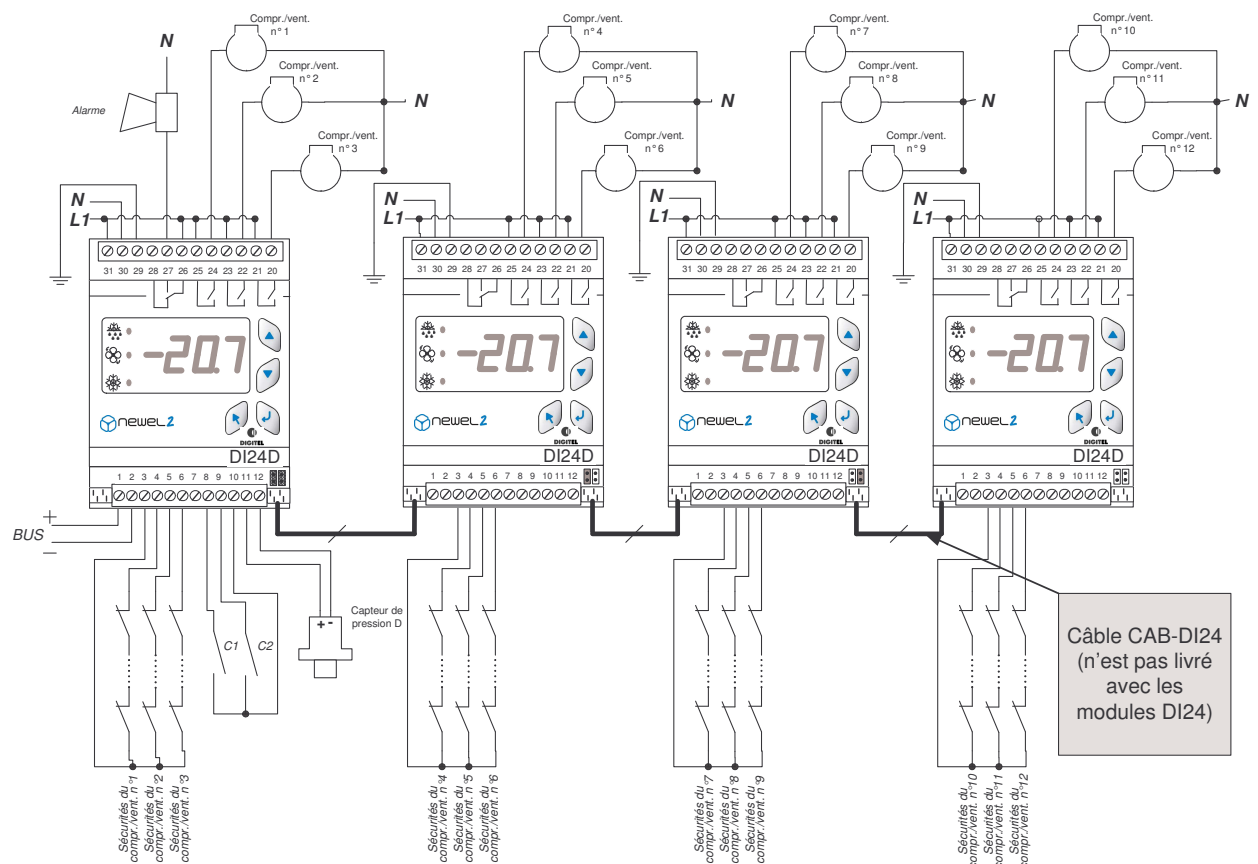 Compr./vent.
n° 1
Compr./vent.
n° 2
Compr./vent.
n° 3
N
Alarme
N
N
L1
31 30 29 28 27 26 25 24 23 22 21 20
-20.7
newel 2
DIGITEL
DI24D
1 2 3 4 5 6 7 8 9 10 11 12
+
BUS
–
C1
C2
Capteur de
pression D
+ -
Sécurités du
compr./vent. n°1
Sécurités du
compr./vent. n°2
Sécurités du
compr./vent. n°3
Compr./vent.
n° 4
Compr./vent.
n° 5
Compr./vent.
n° 6
N
N
L1
31 30 29 28 27 26 25 24 23 22 21 20
-20.7
newel 2
DIGITEL
DI24D
1 2 3 4 5 6 7 8 9 10 11 12
Sécurités du
compr./vent. n°4
Sécurités du
compr./vent. n°5
Sécurités du
compr./vent. n°6
Compr./vent.
n° 7
Compr./vent.
n° 8
Compr./vent.
n° 9
N
N
L1
31 30 29 28 27 26 25 24 23 22 21 20
-20.7
newel 2
DIGITEL
DI24D
1 2 3 4 5 6 7 8 9 10 11 12
Sécurités du
compr./vent. n°7
Sécurités du
compr./vent. n°8
Sécurités du
compr./vent. n°9
Compr./vent.
n° 10
Compr./vent.
n° 11
Compr./vent.
n° 12
N
N
L1
31 30 29 28 27 26 25 24 23 22 21 20
-20.7
newel 2
DIGITEL
DI24D
1 2 3 4 5 6 7 8 9 10 11 12
Sécurités du
compr./vent. n°10
Sécurités du
compr./vent. n°11
Sécurités du
compr./vent. n°12
Câble CAB-DI24
(n'est pas livré
avec les
modules DI24)